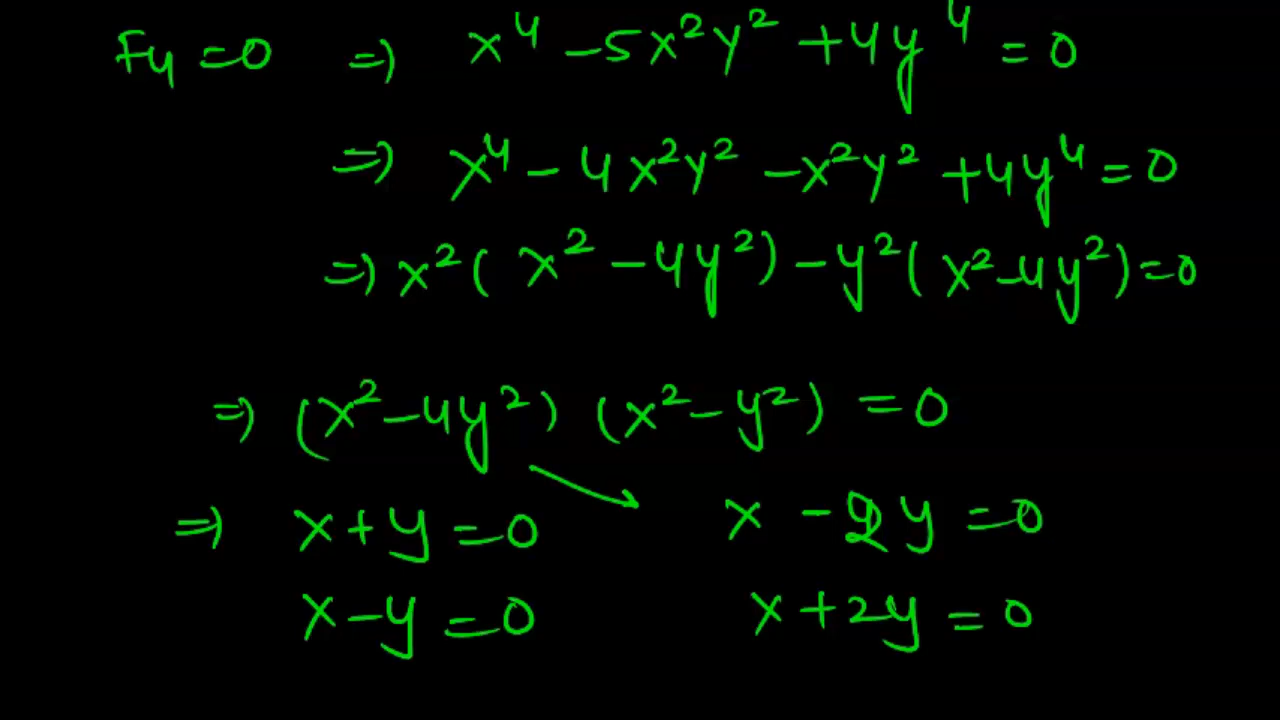 F4 = 0 ⇒ x⁴ - 5x²y² + 4y⁴ = 0
⇒ x⁴ - 4x²y² - x²y² + 4y⁴ = 0
⇒ x²(x² - 4y²) - y²(x² - 4y²) = 0
⇒ (x² - 4y²)(x² - y²) = 0
⇒ x + y = 0 x - 2y = 0
x - y = 0 x + 2y = 0